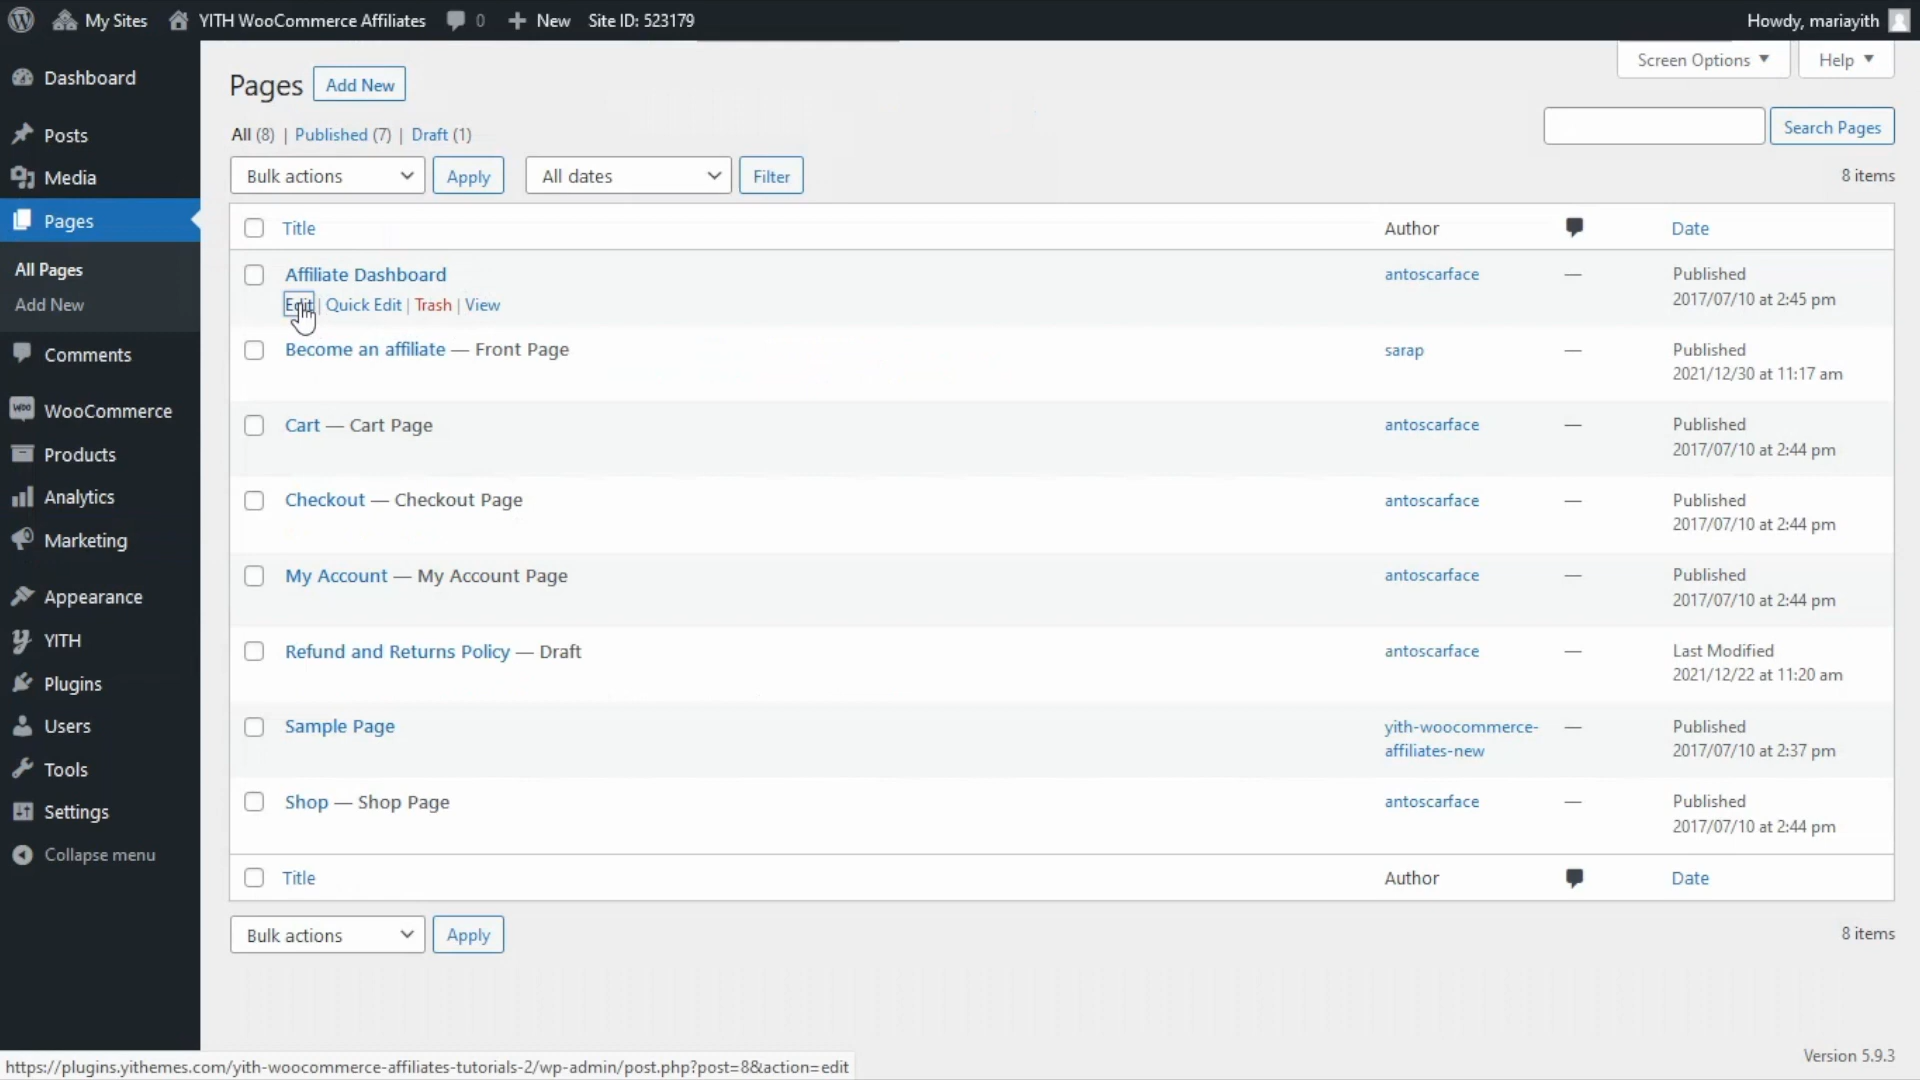 My Sites YITH WooCommerce Affiliates 0 New Site ID: 523179 Howdy, mariayith
Dashboard
Posts
Media
Pages
All Pages
Add New
Comments
WooCommerce
Products
Analytics
Marketing
Appearance
YITH
Plugins
Users
Tools
Settings
Collapse menu
Screen Options Help
Pages Add New
All (8) | Published (7) | Draft (1)
Search Pages
Bulk actions Apply All dates Filter 8 items
Title Author Date
Affiliate Dashboard antoscarface — Published
2017/07/10 at 2:45 pm
Edit | Quick Edit | Trash | View
Become an affiliate — Front Page sarap — Published
2021/12/30 at 11:17 am
Cart — Cart Page antoscarface — Published
2017/07/10 at 2:44 pm
Checkout — Checkout Page antoscarface — Published
2017/07/10 at 2:44 pm
My Account — My Account Page antoscarface — Published
2017/07/10 at 2:44 pm
Refund and Returns Policy — Draft antoscarface — Last Modified
2021/12/22 at 11:20 am
Sample Page yith-woocommerce- — Published
affiliates-new 2017/07/10 at 2:37 pm
Shop — Shop Page antoscarface — Published
2017/07/10 at 2:44 pm
Title Author Date
Bulk actions Apply 8 items
Version 5.9.3
https://plugins.yithemes.com/yith-woocommerce-affiliates-tutorials-2/wp-admin/post.php?post=8&action=edit